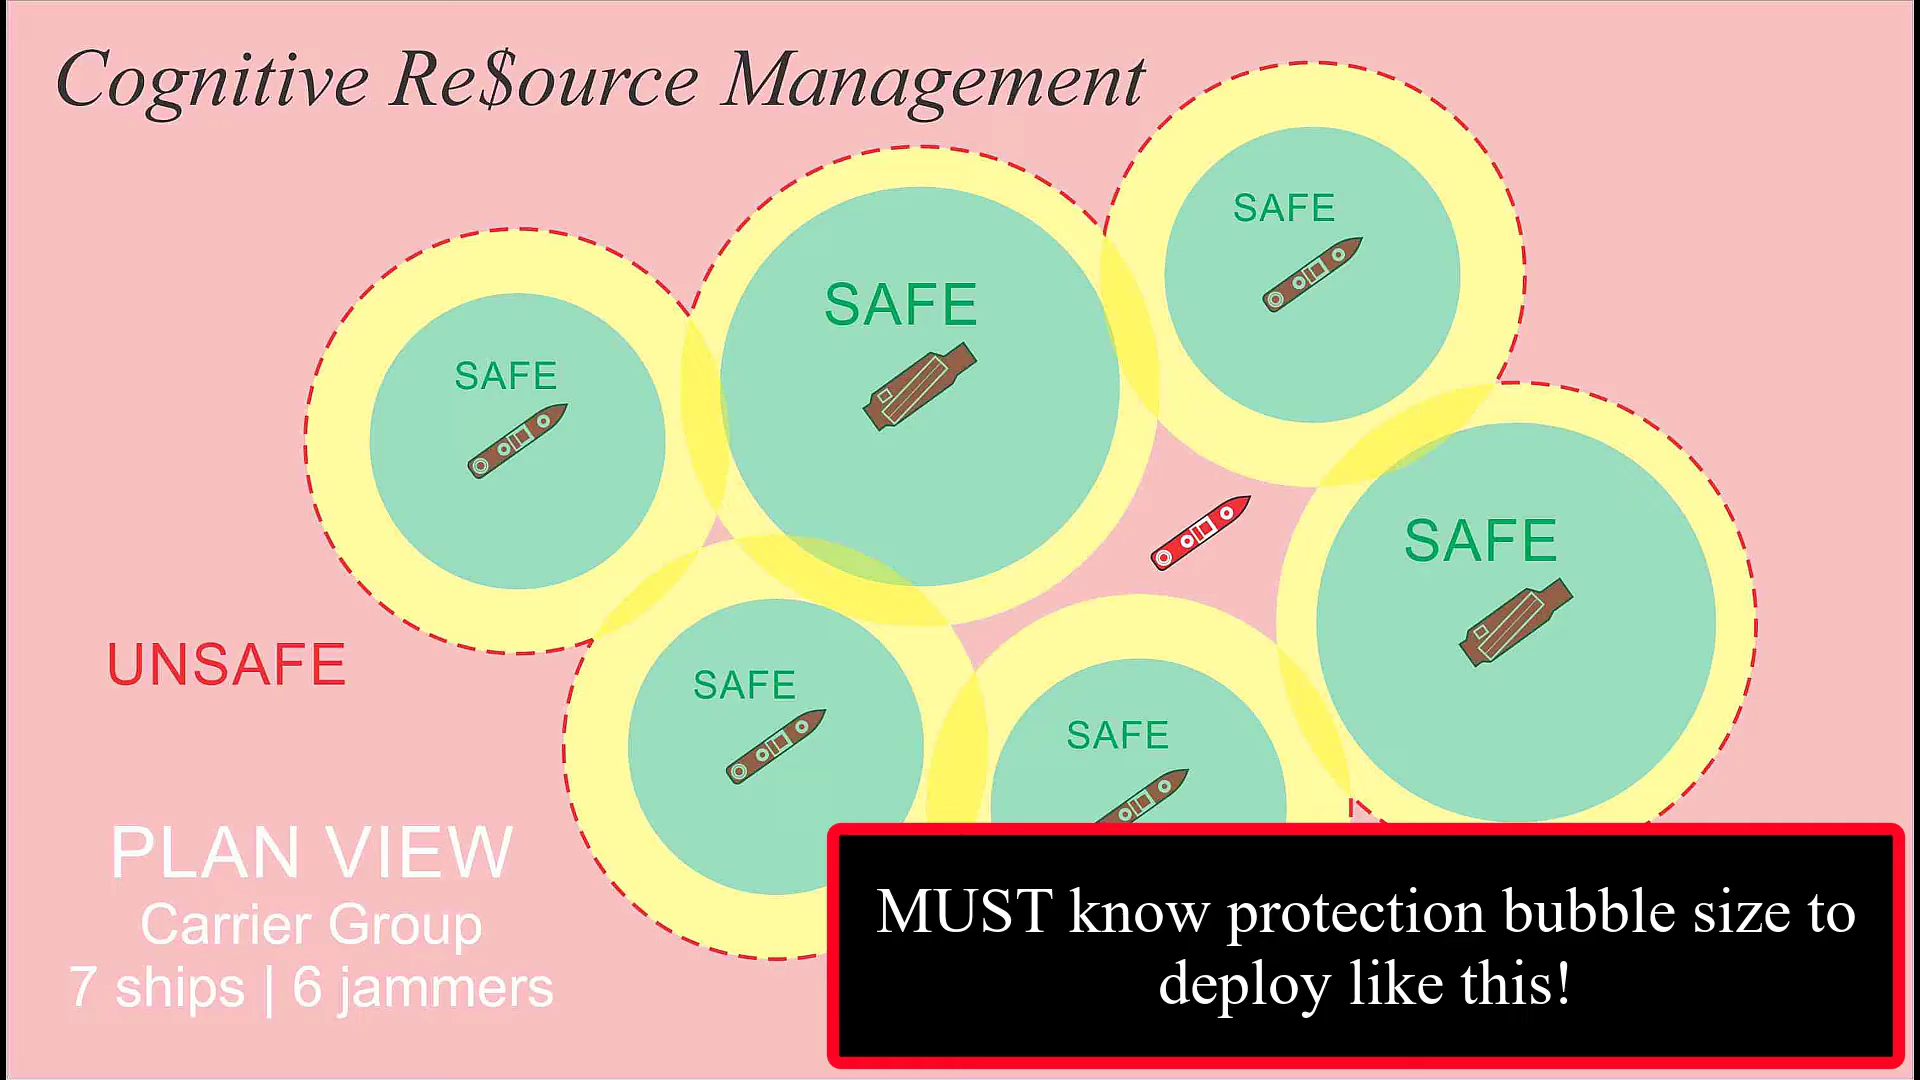 Cognitive Re$ource Management
SAFE
SAFE
SAFE
SAFE
UNSAFE
SAFE
SAFE
PLAN VIEW
Carrier Group
7 ships | 6 jammers
MUST know protection bubble size to
deploy like this!